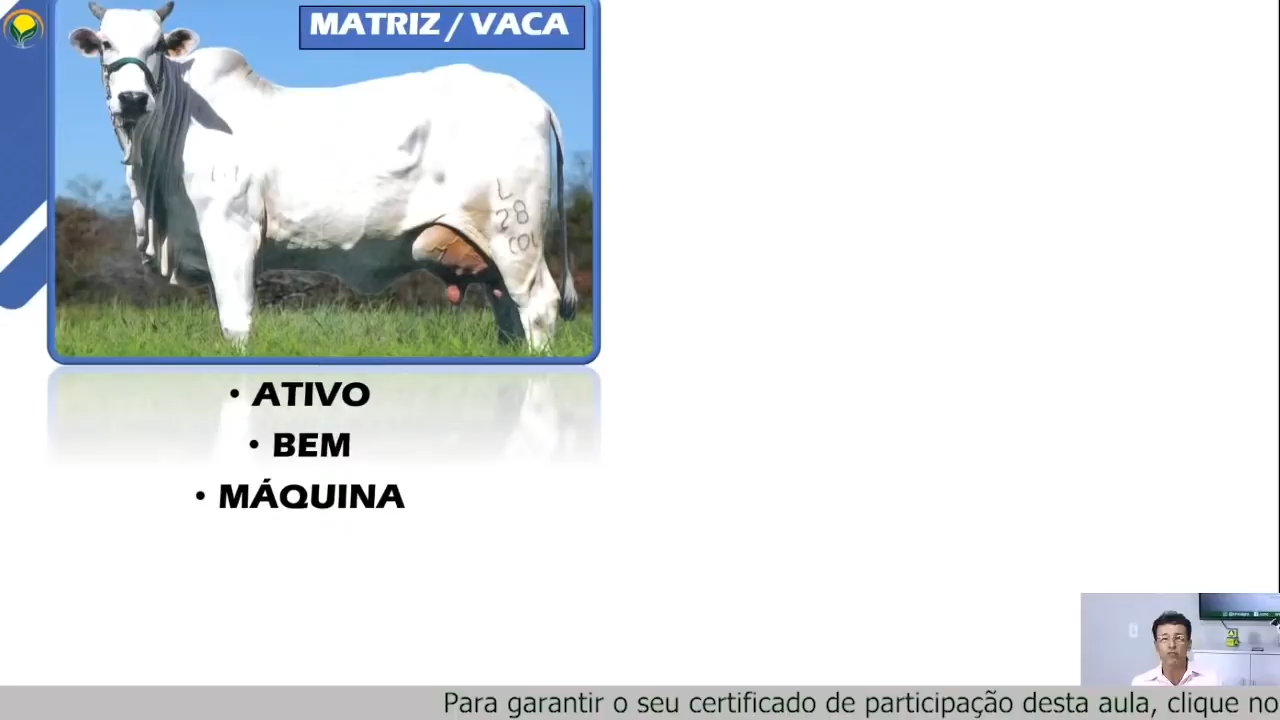 MATRIZ / VACA
L
28
COL
• ATIVO
• BEM
• MÁQUINA
Para garantir o seu certificado de participação desta aula, clique no